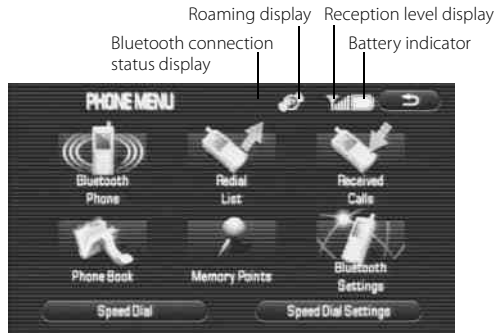 Roaming display
Reception level display
Bluetooth connection
status display
Battery indicator
PHONE MENU
Bluetooth
Phone
Redial
List
Received
Calls
Phone Book
Memory Points
Bluetooth
Settings
Speed Dial
Speed Dial Settings